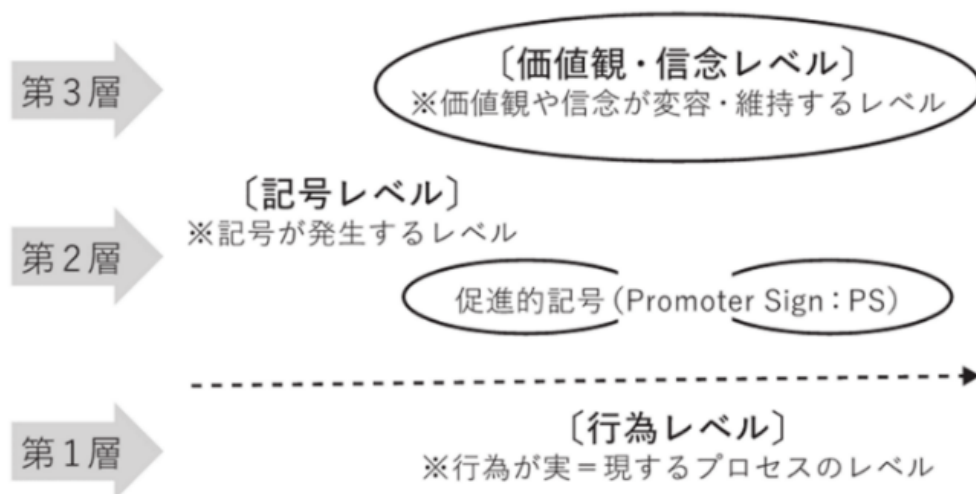 第3層
〔価値観・信念レベル〕
※価値観や信念が変容・維持するレベル
〔記号レベル〕
※記号が発生するレベル
第2層
促進的記号(Promoter Sign:PS)
〔行為レベル〕
第1層
※行為が実=現するプロセスのレベル